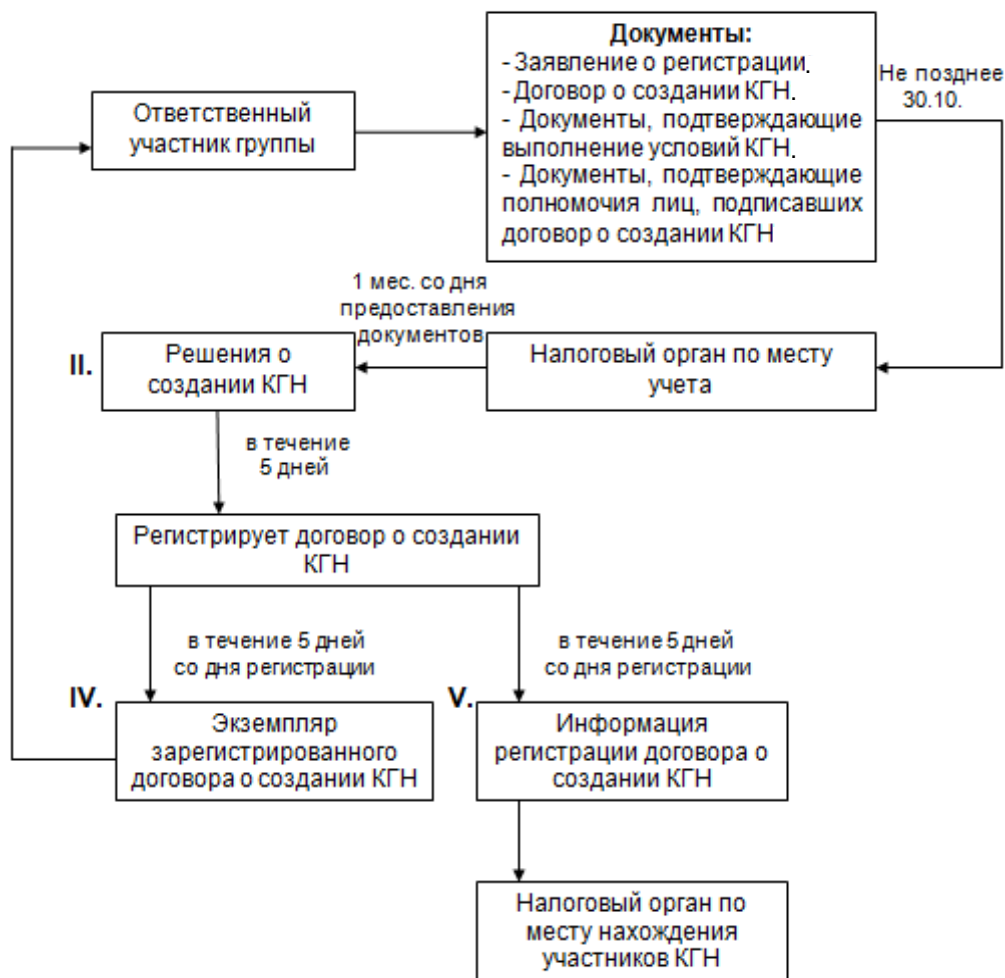 Документы:
- Заявление о регистрации.
- Договор о создании КГН.
- Документы, подтверждающие
выполнение условий КГН.
- Документы, подтверждающие
полномочия лиц, подписавших
договор о создании КГН
Не позднее
30.10.
Ответственный
участник группы
1 мес. со дня
предоставления
документов
II.
Решения о
создании КГН
Налоговый орган по месту
учета
в течение
5 дней
Регистрирует договор о создании
КГН
в течение 5 дней
со дня регистрации
в течение 5 дней
со дня регистрации
IV.
Экземпляр
зарегистрированного
договора о создании КГН
V.
Информация
регистрации договора о
создании КГН
Налоговый орган по
месту нахождения
участников КГН